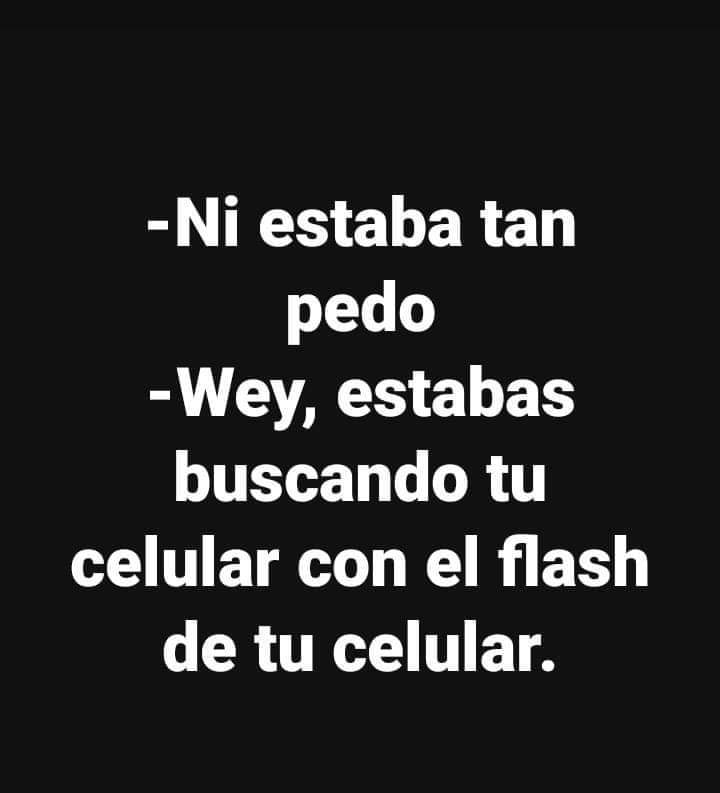 -Ni estaba tan
pedo
-Wey, estabas
buscando tu
celular con el flash
de tu celular.